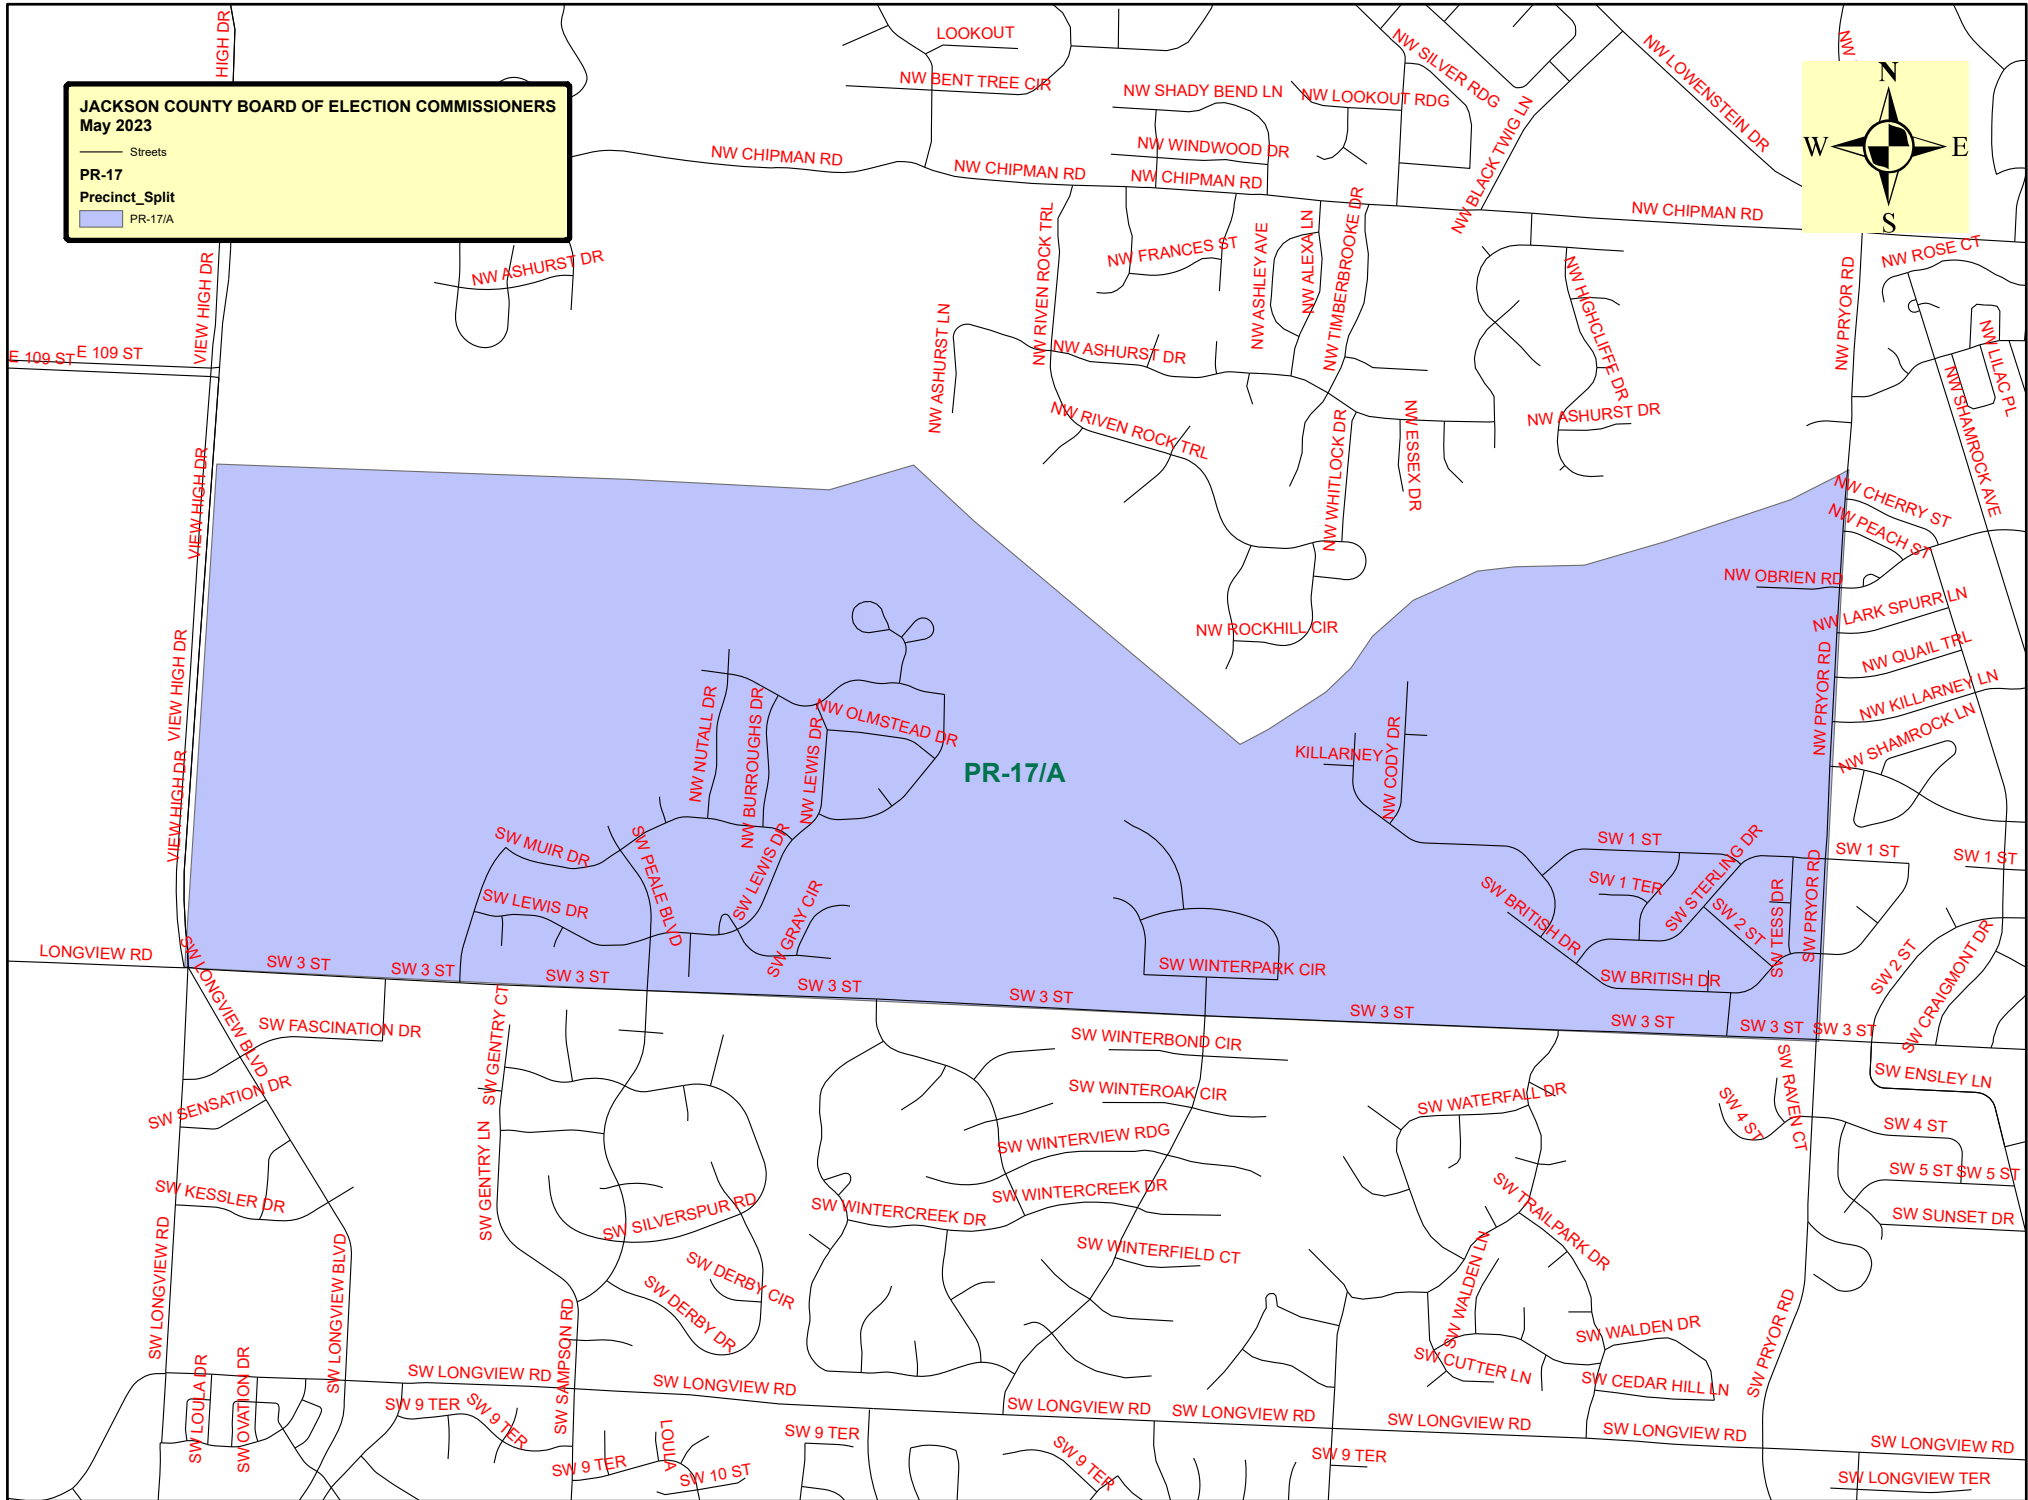 JACKSON COUNTY BOARD OF ELECTION COMMISSIONERS
May 2023
Streets
PR-17
Precinct_Split
PR-17/A
N
W
E
S
HIGH DR
LOOKOUT
NW BENT TREE CIR
NW SILVER RDG
NW LOWENSTEIN DR
NW
NW SHADY BEND LN
NW LOOKOUT RDG
NW BLACK TWIG LN
NW WINDWOOD DR
NW CHIPMAN RD
NW CHIPMAN RD
NW CHIPMAN RD
NW CHIPMAN RD
NW ASHURST DR
VIEW HIGH DR
NW RIVEN ROCK TRL
NW FRANCES ST
NW ASHLEY AVE
NW ALEXA LN
NW TIMBERBROOKE DR
NW HIGHCLIFFE DR
NW PRYOR RD
NW ROSE CT
E 109 ST
E 109 ST
NW ASHURST LN
NW ASHURST DR
NW LILAC PL
NW SHAMROCK AVE
NW RIVEN ROCK TRL
NW WHITLOCK DR
NW ESSEX DR
NW ASHURST DR
VIEW HIGH DR
NW CHERRY ST
NW PEACH ST
NW OBRIEN RD
NW LARK SPURR LN
NW ROCKHILL CIR
NW QUAIL TRL
NW KILLARNEY LN
NW SHAMROCK LN
VIEW HIGH DR
NW PRYOR RD
NW NUTALL DR
NW BURROUGHS DR
NW LEWIS DR
NW OLMSTEAD DR
PR-17/A
KILLARNEY
NW CODY DR
VIEW HIGH DR
SW MUIR DR
SW PEALE BLVD
SW LEWIS DR
SW LEWIS DR
SW GRAY CIR
SW 1 ST
SW 1 TER
SW STERLING DR
SW 2 ST
SW TESS DR
SW PRYOR RD
SW 1 ST
SW 1 ST
SW BRITISH DR
SW BRITISH DR
SW 2 ST
SW CRAIGMONT DR
LONGVIEW RD
SW LONGVIEW BLVD
SW 3 ST
SW 3 ST
SW 3 ST
SW 3 ST
SW 3 ST
SW WINTERPARK CIR
SW 3 ST
SW 3 ST
SW 3 ST
SW 3 ST
SW FASCINATION DR
SW GENTRY CT
SW WINTERBOND CIR
SW RAVEN CT
SW ENSLEY LN
SW SENSATION DR
SW WINTEROAK CIR
SW WATERFALL DR
SW 4 ST
SW 4 ST
SW GENTRY LN
SW WINTERVIEW RDG
SW 5 ST
SW 5 ST
SW KESSLER DR
SW SILVERSPUR RD
SW WINTERCREEK DR
SW WINTERCREEK DR
SW TRAILPARK DR
SW SUNSET DR
SW LONGVIEW RD
SW LONGVIEW BLVD
SW DERBY CIR
SW DERBY DR
SW WINTERFIELD CT
SW WALDEN LN
SW PRYOR RD
SW SAMPSON RD
SW WALDEN DR
SW CUTTER LN
SW CEDAR HILL LN
SW LOULA DR
SW OVATION DR
SW LONGVIEW RD
SW LONGVIEW RD
SW LONGVIEW RD
SW LONGVIEW RD
SW LONGVIEW RD
SW LONGVIEW RD
SW LONGVIEW RD
SW 9 TER
SW 9 TER
SW 9 TER
LOULA
SW 10 ST
SW 9 TER
SW 9 TER
SW 9 TER
SW LONGVIEW TER